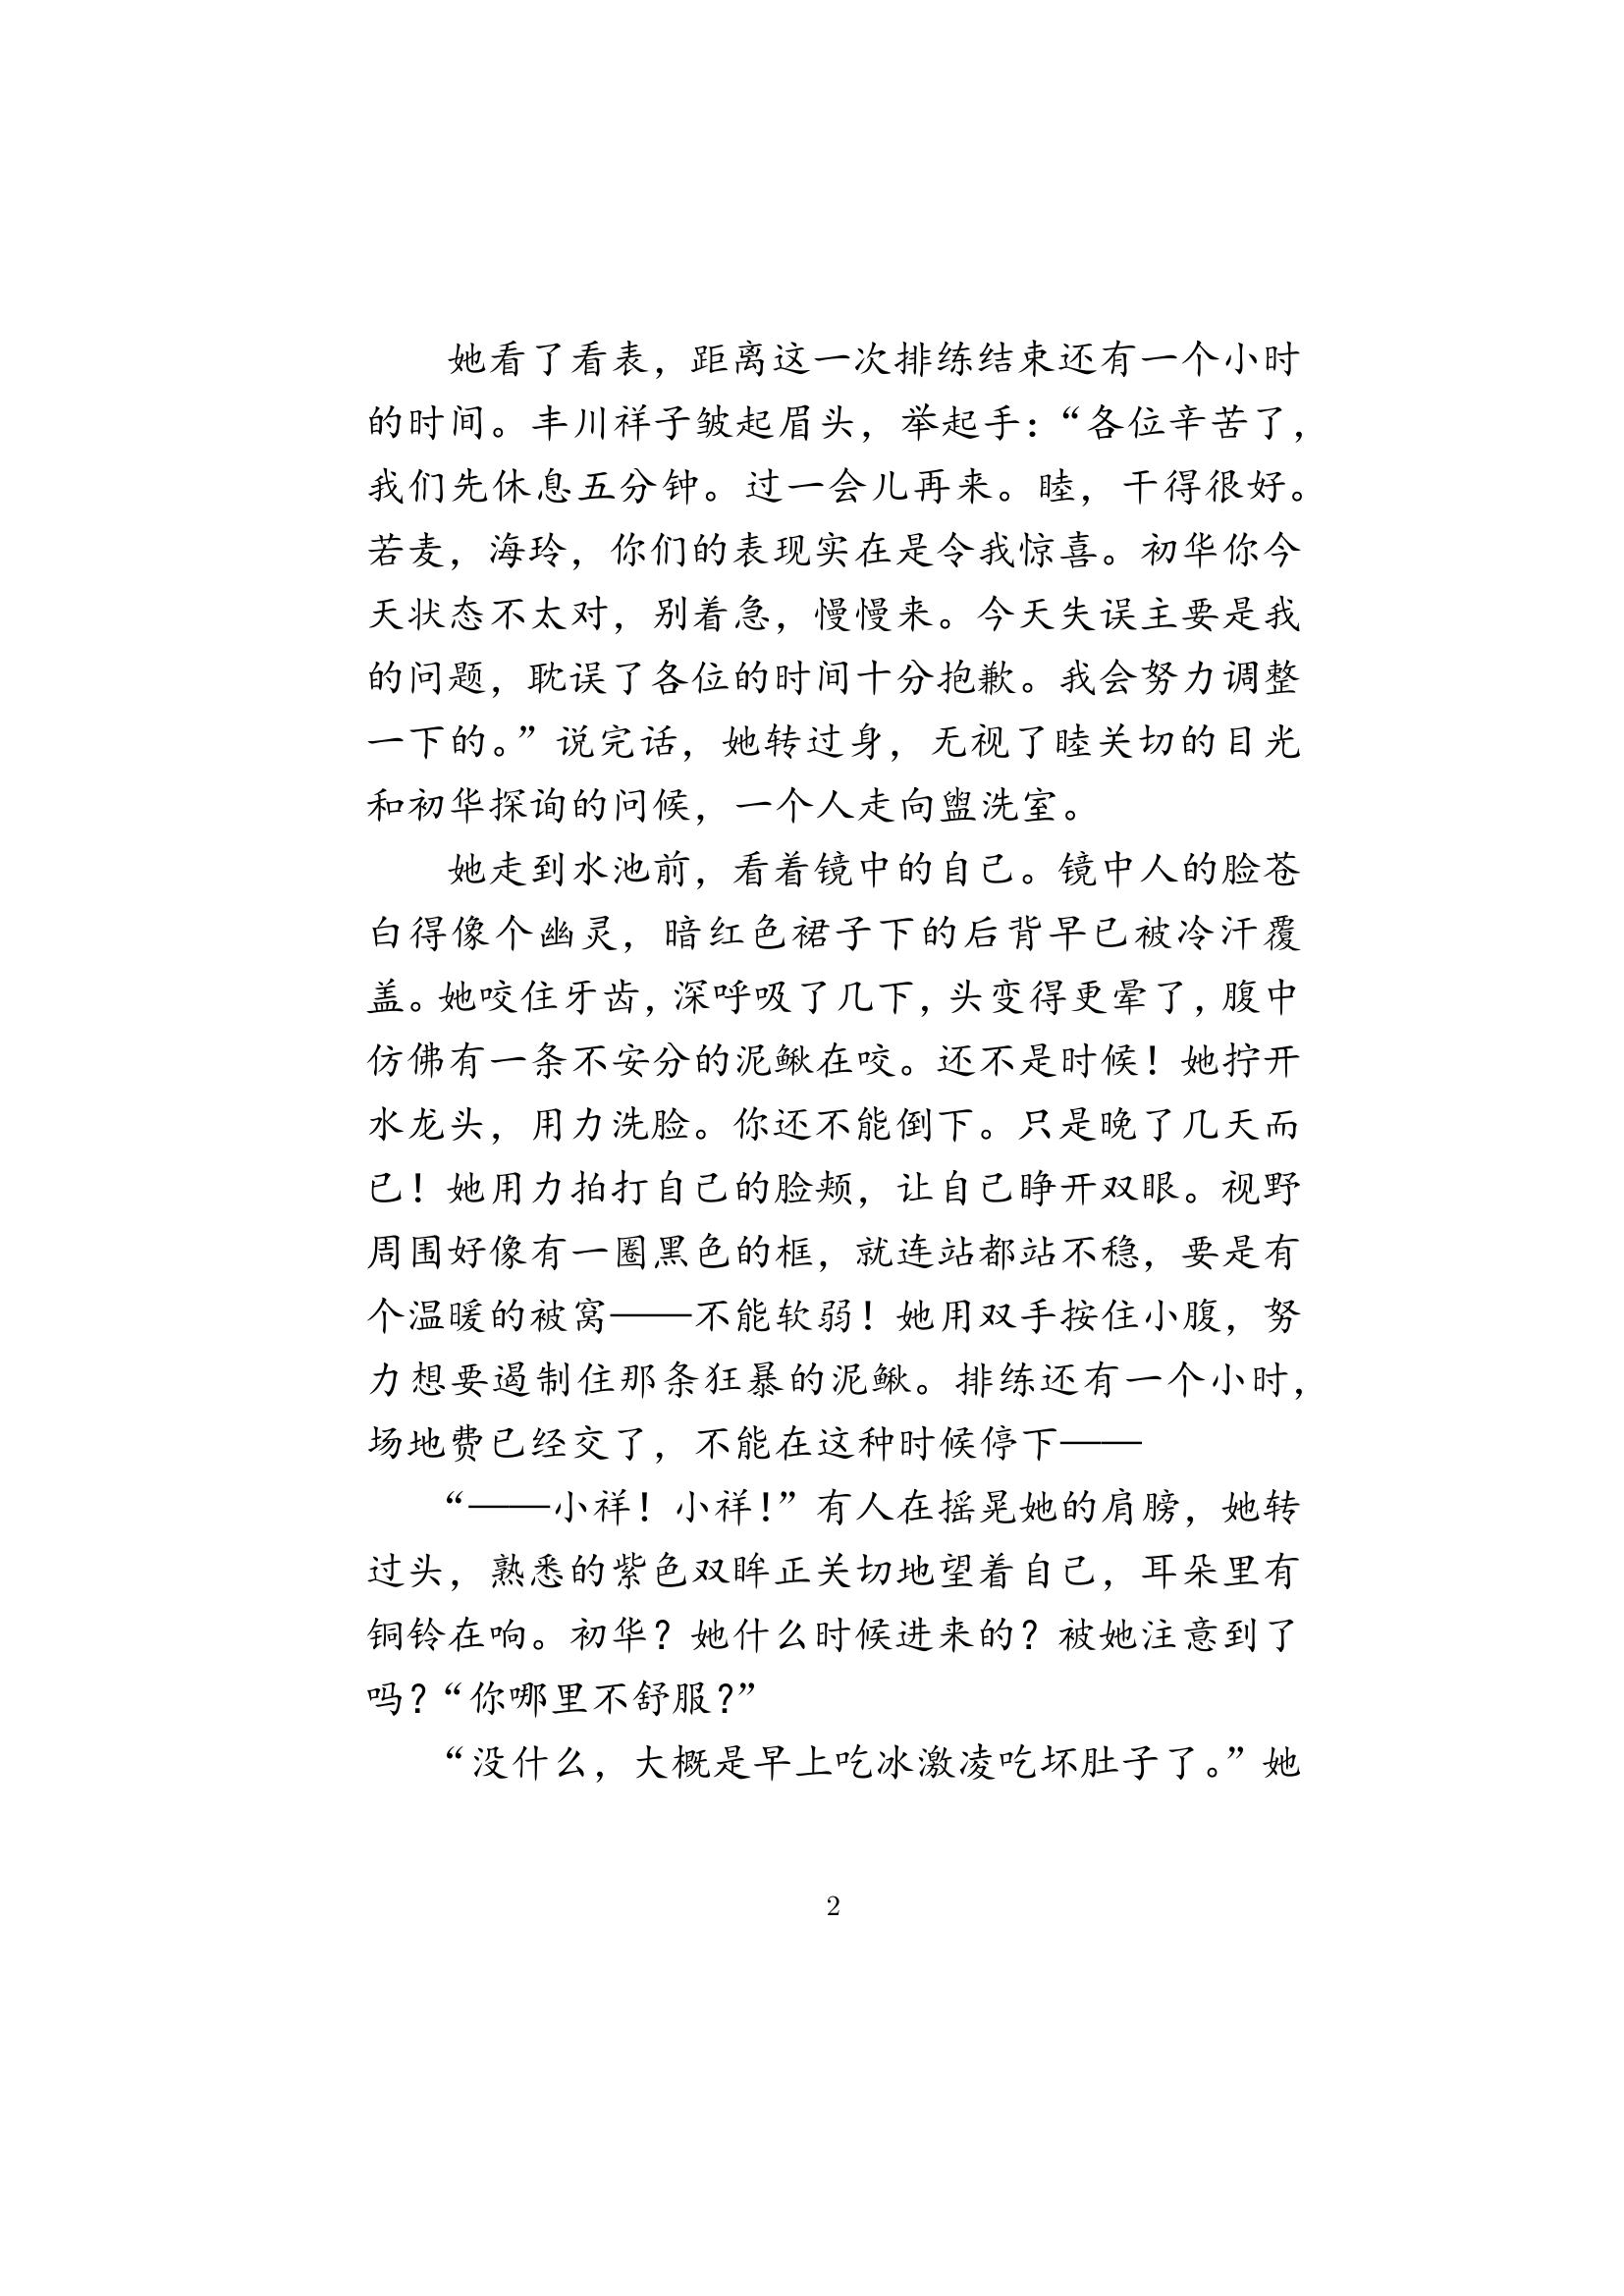 她看了看表，距离这一次排练结束还有一个小时
的时间。丰川祥子皱起眉头，举起手：“各位辛苦了，
我们先休息五分钟。过一会儿再来。睦，干得很好。
若麦，海玲，你们的表现实在是令我惊喜。初华你今
天状态不太对，别着急，慢慢来。今天失误主要是我
的问题，耽误了各位的时间十分抱歉。我会努力调整
一下的。”说完话，她转过身，无视了睦关切的目光
和初华探询的问候，一个人走向盥洗室。
她走到水池前，看着镜中的自己。镜中人的脸苍
白得像个幽灵，暗红色裙子下的后背早已被冷汗覆
盖。她咬住牙齿，深呼吸了几下，头变得更晕了，腹中
仿佛有一条不安分的泥鳅在咬。还不是时候！她拧开
水龙头，用力洗脸。你还不能倒下。只是晚了几天而
已！她用力拍打自己的脸颊，让自己睁开双眼。视野
周围好像有一圈黑色的框，就连站都站不稳，要是有
个温暖的被窝——不能软弱！她用双手按住小腹，努
力想要遏制住那条狂暴的泥鳅。排练还有一个小时，
场地费已经交了，不能在这种时候停下——
“——小祥！小祥！”有人在摇晃她的肩膀，她转
过头，熟悉的紫色双眸正关切地望着自己，耳朵里有
铜铃在响。初华？她什么时候进来的？被她注意到了
吗？“你哪里不舒服？”
“没什么，大概是早上吃冰激凌吃坏肚子了。”她
2